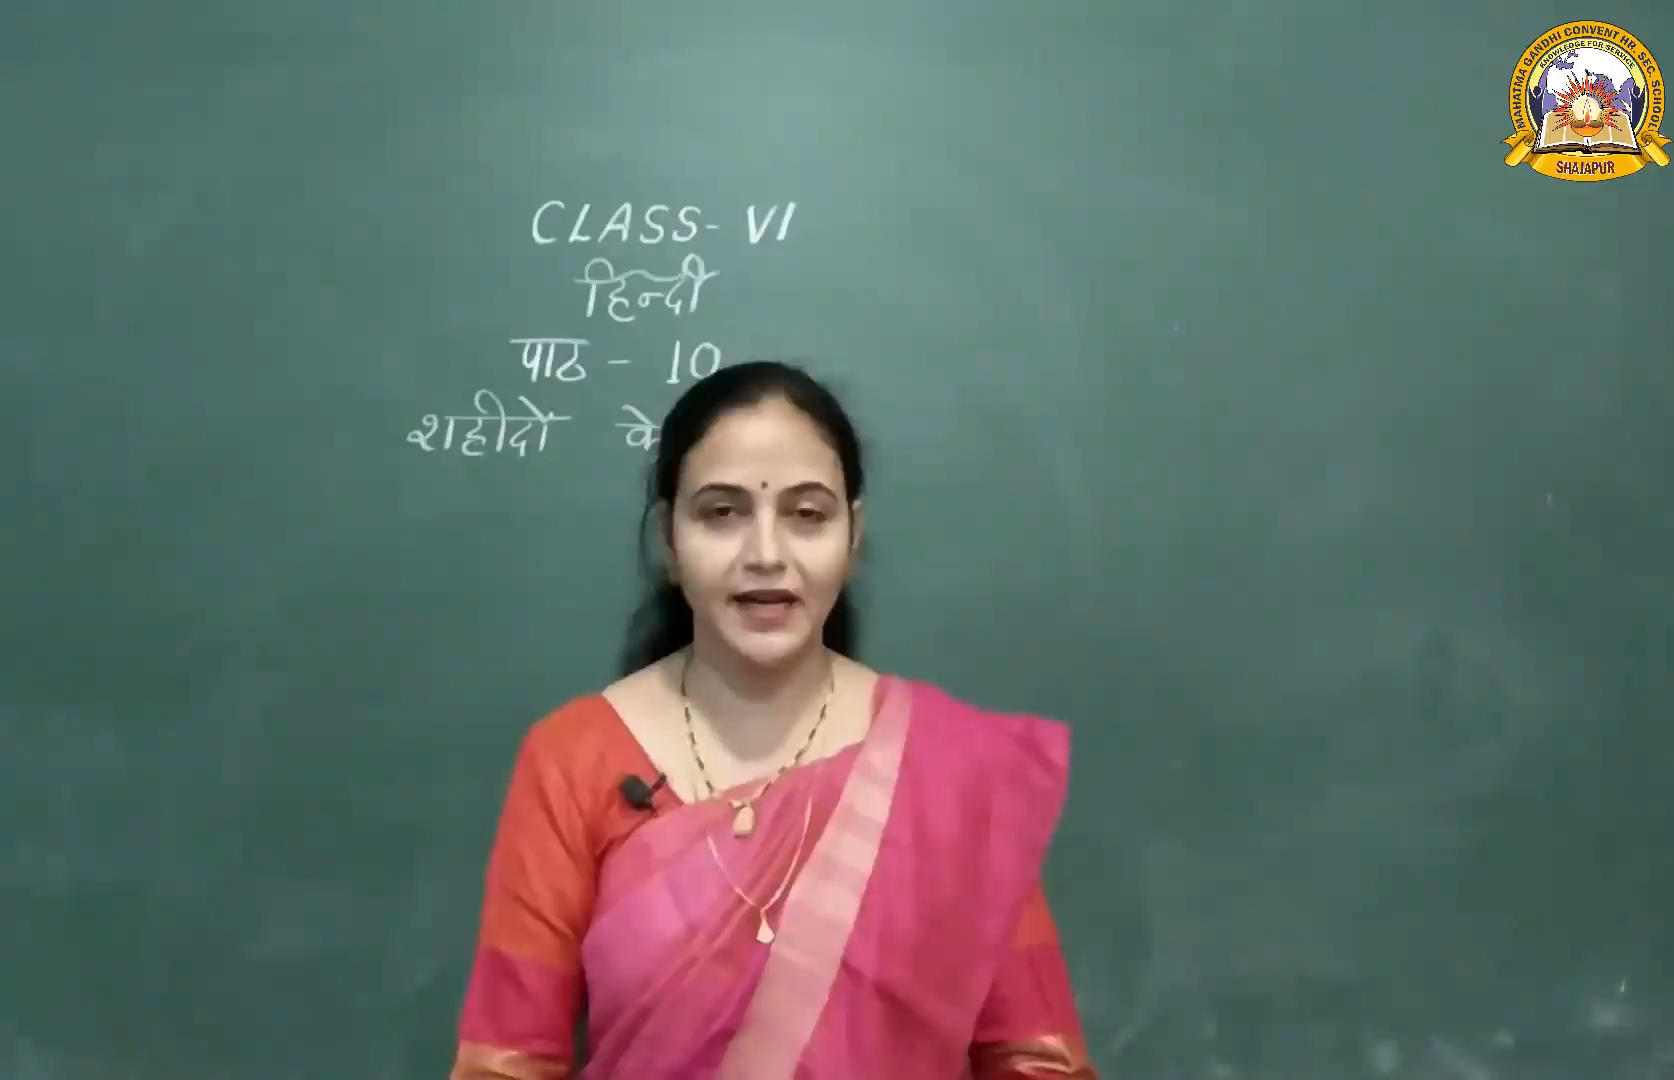 CLASS- VI
हिन्दी
पाठ - 10
शहीदों के
MAHATMA GANDHI CONVENT HR. SEC. SCHOOL
KNOWLEDGE FOR SERVICE
SHAJAPUR